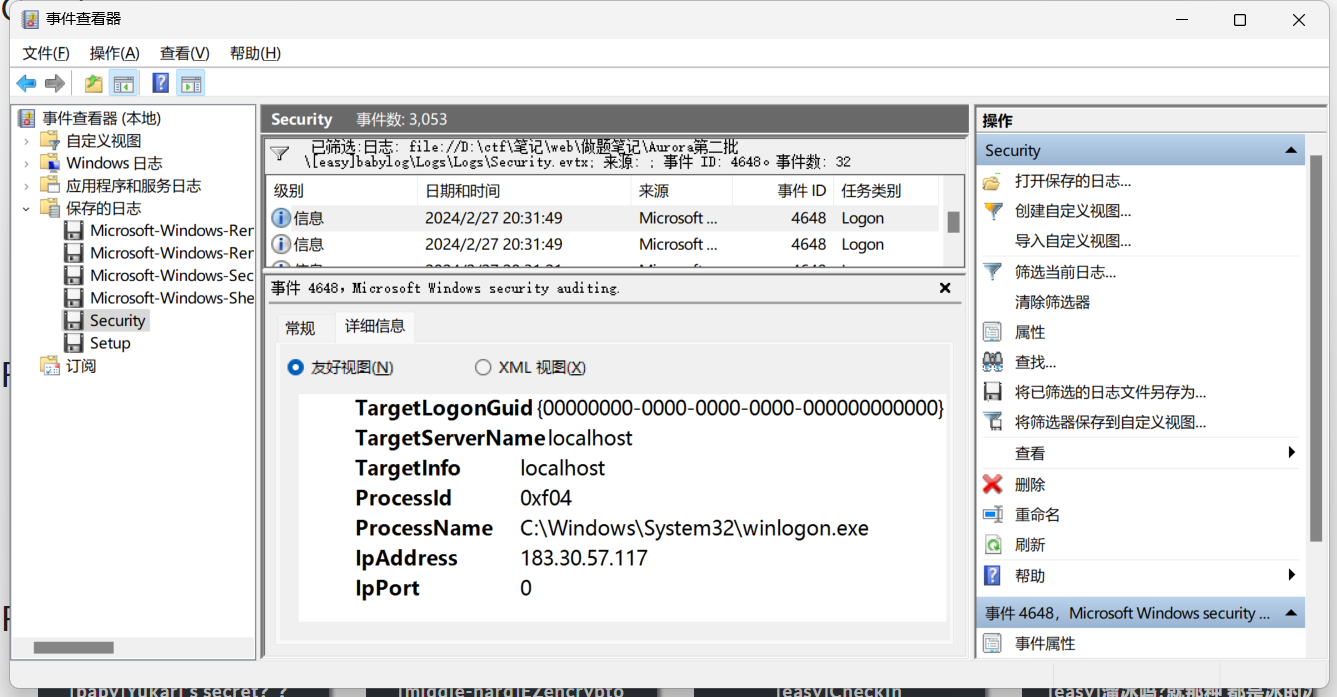 事件查看器
文件(F) 操作(A) 查看(V) 帮助(H)
事件查看器 (本地)
自定义视图
Windows 日志
应用程序和服务日志
保存的日志
Microsoft-Windows-Rer
Microsoft-Windows-Rer
Microsoft-Windows-Sec
Microsoft-Windows-She
Security
Setup
订阅
Security 事件数: 3,053
已筛选:日志: file://D:\ctf\笔记\web\做题笔记\Aurora第二批
\[easy]babylog\Logs\Logs\Security.evtx; 来源: ; 事件 ID: 4648。事件数: 32
级别 日期和时间 来源 事件 ID 任务类别
信息 2024/2/27 20:31:49 Microsoft ... 4648 Logon
信息 2024/2/27 20:31:49 Microsoft ... 4648 Logon
事件 4648，Microsoft Windows security auditing.
常规 详细信息
友好视图(N) XML 视图(X)
TargetLogonGuid {00000000-0000-0000-0000-000000000000}
TargetServerName localhost
TargetInfo localhost
ProcessId 0xf04
ProcessName C:\Windows\System32\winlogon.exe
IpAddress 183.30.57.117
IpPort 0
操作
Security
打开保存的日志...
创建自定义视图...
导入自定义视图...
筛选当前日志...
清除筛选器
属性
查找...
将已筛选的日志文件另存为...
将筛选器保存到自定义视图...
查看
删除
重命名
刷新
帮助
事件 4648，Microsoft Windows security ...
事件属性
[baby]Yukari's secret? ? [middle-hard]EZencrypto [easy]CheckIn